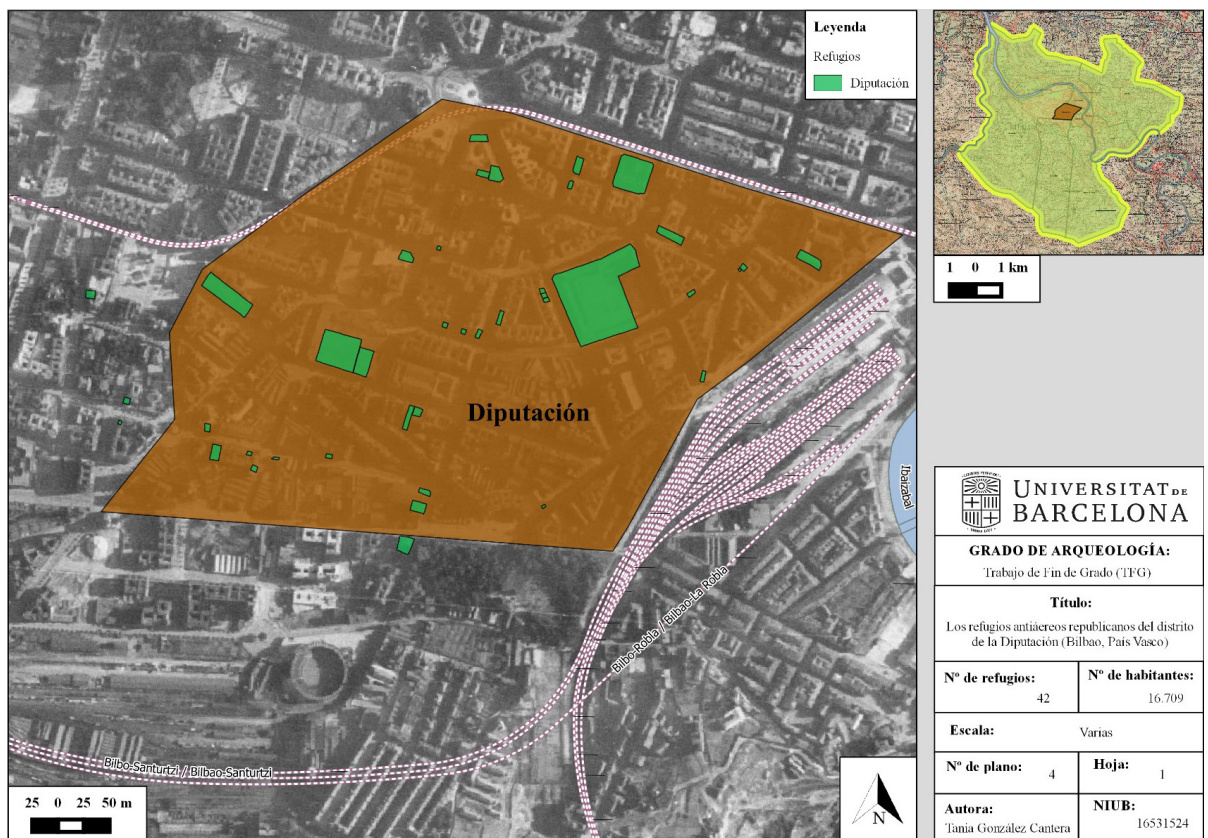 Leyenda
Refugios
Diputación
1 0 1 km
Diputación
Ibaizabal
Bilbo-Robla / Bilbao-La Robla
Bilbo-Santurtzi / Bilbao-Santurtzi
25 0 25 50 m
N
UNIVERSITAT DE
BARCELONA
GRADO DE ARQUEOLOGÍA:
Trabajo de Fin de Grado (TFG)
Título:
Los refugios antiáereos republicanos del distrito
de la Diputación (Bilbao, País Vasco)
Nº de refugios:
42
Nº de habitantes:
16.709
Escala: Varias
Nº de plano: 4
Hoja: 1
Autora:
Tania González Cantera
NIUB:
16531524